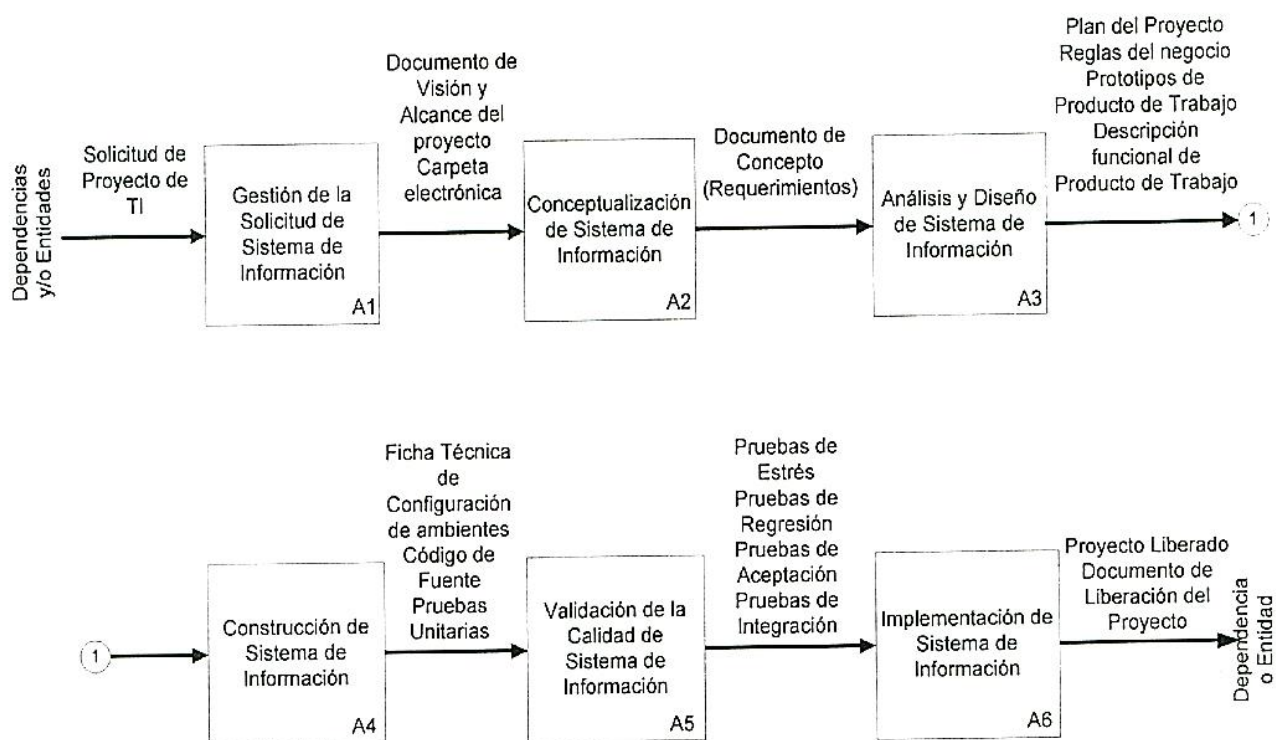 Dependencias
y/o Entidades
Solicitud de
Proyecto de
TI
Gestión de la
Solicitud de
Sistema de
Información
A1
Documento de
Visión y
Alcance del
proyecto
Carpeta
electrónica
Conceptualización
de Sistema de
Información
A2
Documento de
Concepto
(Requerimientos)
Análisis y Diseño
de Sistema de
Información
A3
Plan del Proyecto
Reglas del negocio
Prototipos de
Producto de Trabajo
Descripción
funcional de
Producto de Trabajo
1
1
Construcción de
Sistema de
Información
A4
Ficha Técnica
de
Configuración
de ambientes
Código de
Fuente
Pruebas
Unitarias
Validación de la
Calidad de
Sistema de
Información
A5
Pruebas de
Estrés
Pruebas de
Regresión
Pruebas de
Aceptación
Pruebas de
Integración
Implementación de
Sistema de
Información
A6
Proyecto Liberado
Documento de
Liberación del
Proyecto
Dependencia
o Entidad